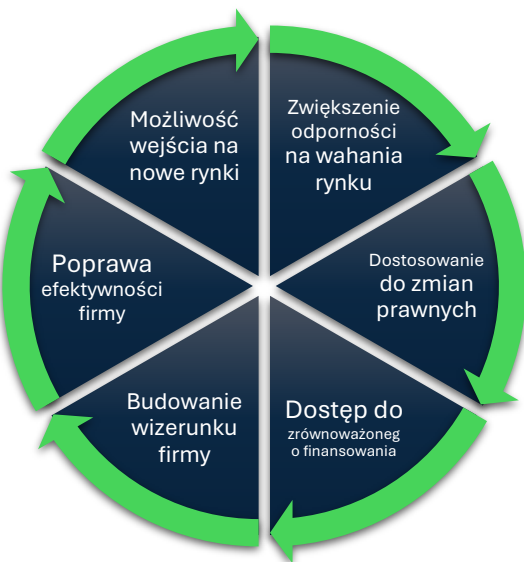 Możliwość
wejścia na
nowe rynki
Zwiększenie
odporności
na wahania
rynku
Dostosowanie
do zmian
prawnych
Dostęp do
zrównoważoneg
o finansowania
Budowanie
wizerunku
firmy
Poprawa
efektywności
firmy